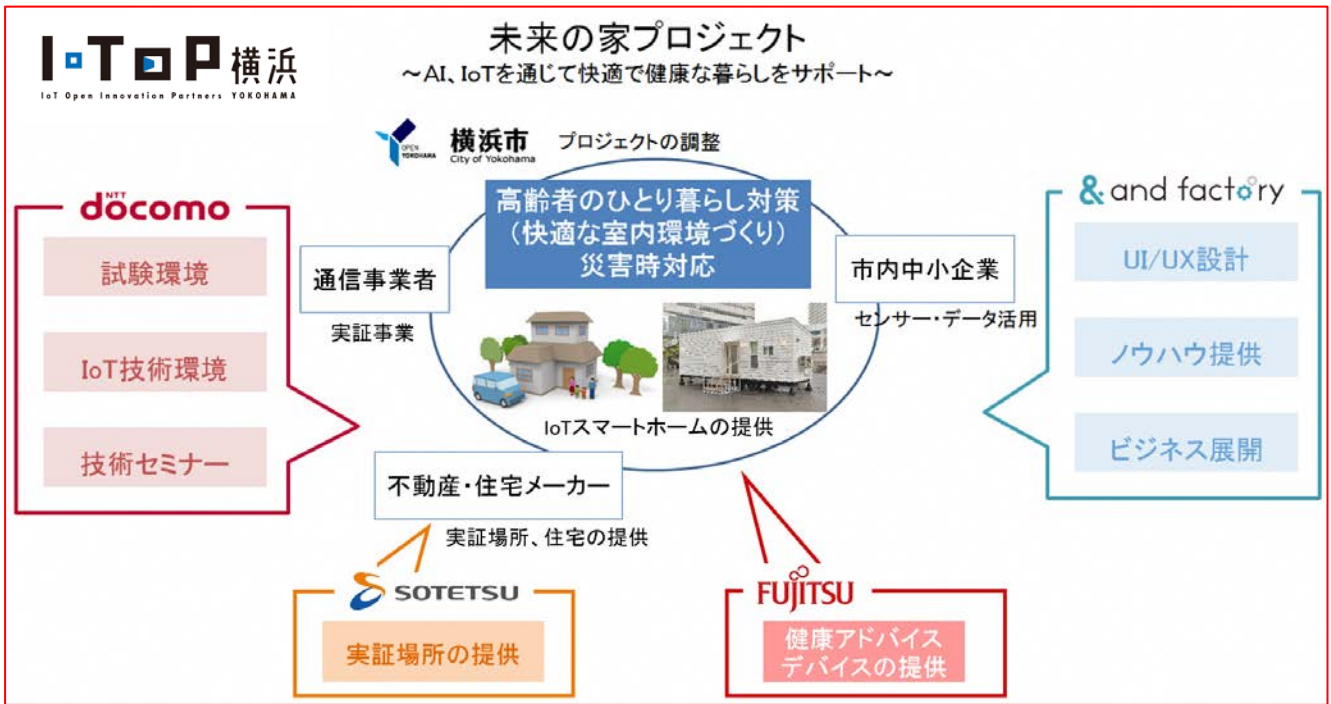 I・TOP横浜
IoT Open Innovation Partners YOKOHAMA
未来の家プロジェクト
～AI、IoTを通じて快適で健康な暮らしをサポート～
OPEN
YOKOHAMA
横浜市
City of Yokohama
プロジェクトの調整
高齢者のひとり暮らし対策
（快適な室内環境づくり）
災害時対応
通信事業者
実証事業
市内中小企業
センサー・データ活用
IoTスマートホームの提供
不動産・住宅メーカー
実証場所、住宅の提供
NTT
docomo
試験環境
IoT技術環境
技術セミナー
& and factory
UI/UX設計
ノウハウ提供
ビジネス展開
SOTETSU
実証場所の提供
FUJITSU
健康アドバイス
デバイスの提供